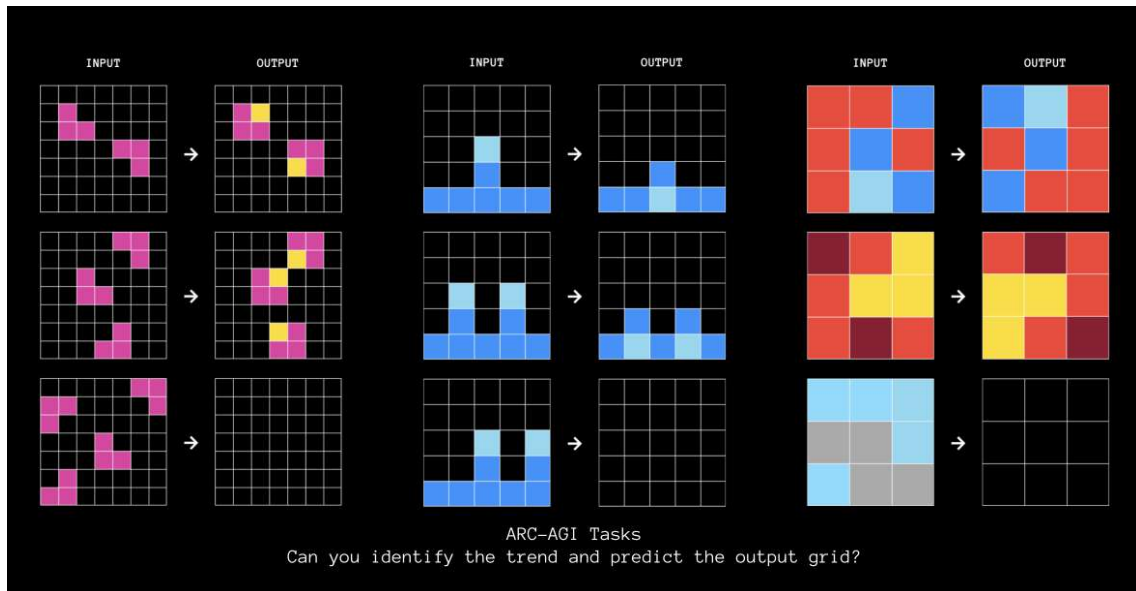 INPUT OUTPUT INPUT OUTPUT INPUT OUTPUT
ARC-AGI Tasks
Can you identify the trend and predict the output grid?